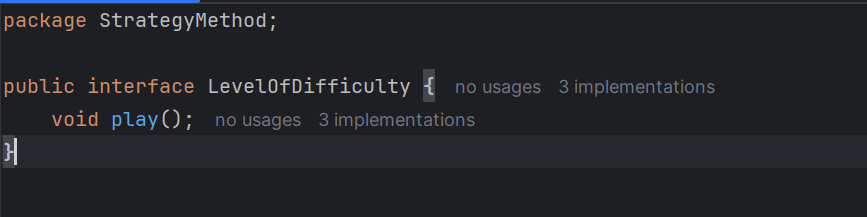 package StrategyMethod;
public interface LevelOfDifficulty { no usages 3 implementations
void play(); no usages 3 implementations
}